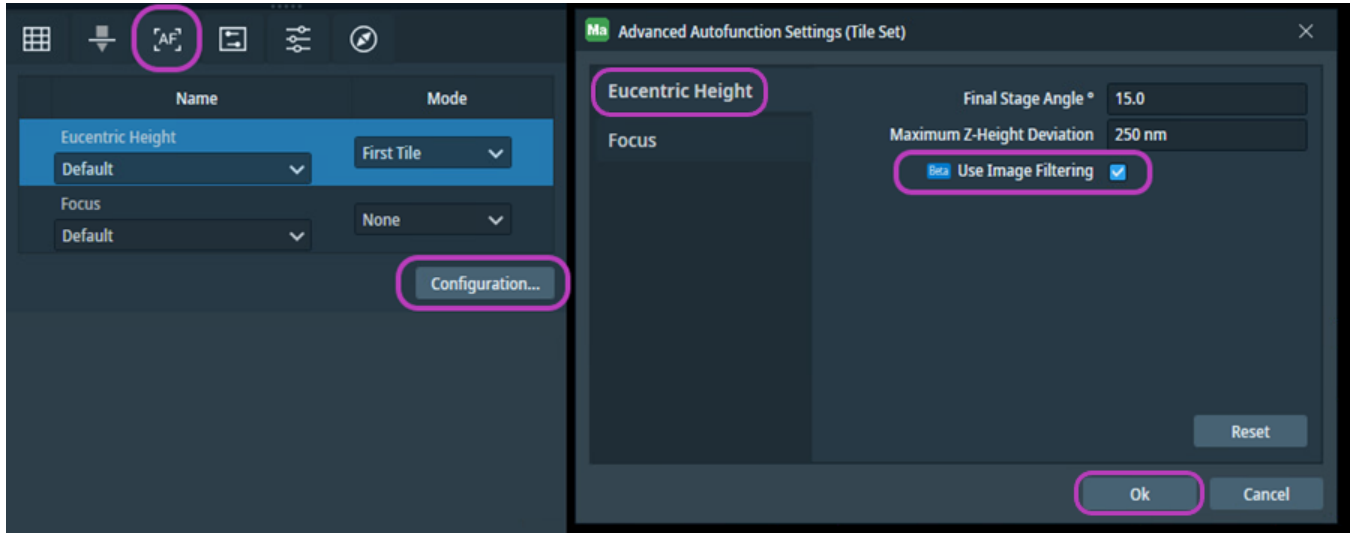 [AF]
Name Mode
Eucentric Height
Default
First Tile
Focus
Default
None
Configuration...
Ma Advanced Autofunction Settings (Tile Set)
Eucentric Height
Focus
Final Stage Angle ° 15.0
Maximum Z-Height Deviation 250 nm
Beta Use Image Filtering
Reset
Ok Cancel